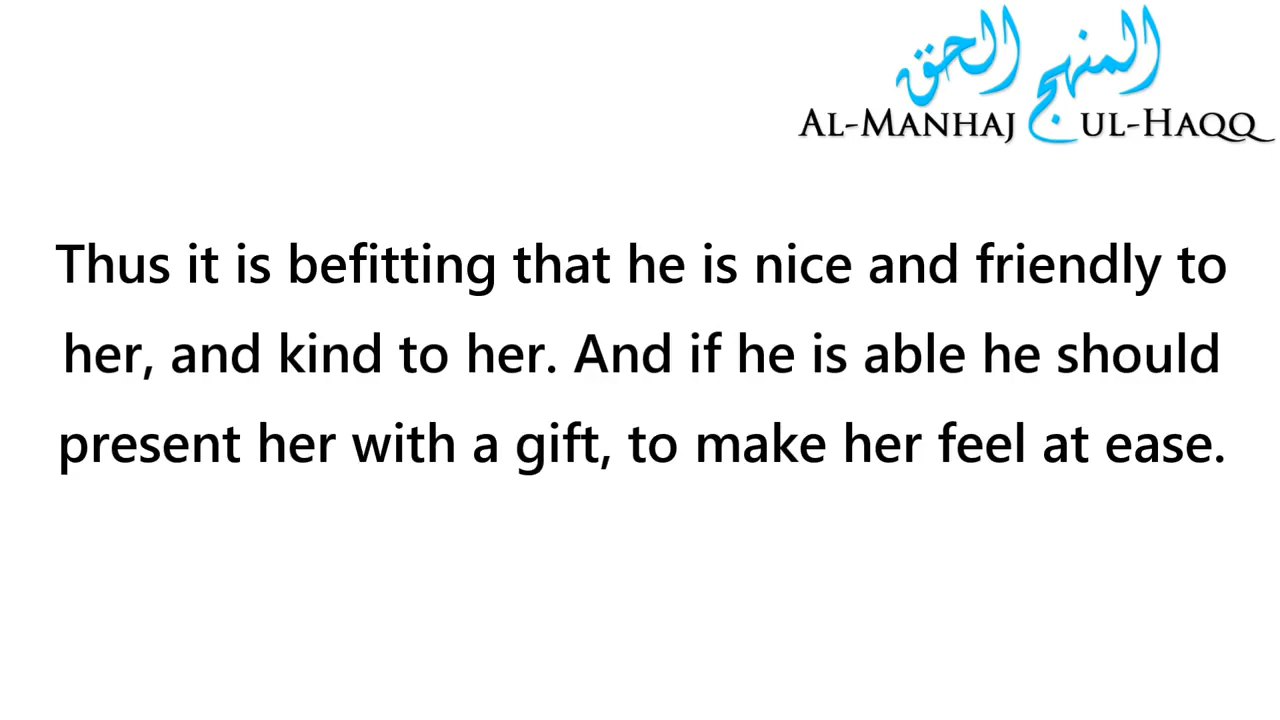 المنهج الحق
AL-MANHAJ UL-HAQQ
Thus it is befitting that he is nice and friendly to
her, and kind to her. And if he is able he should
present her with a gift, to make her feel at ease.